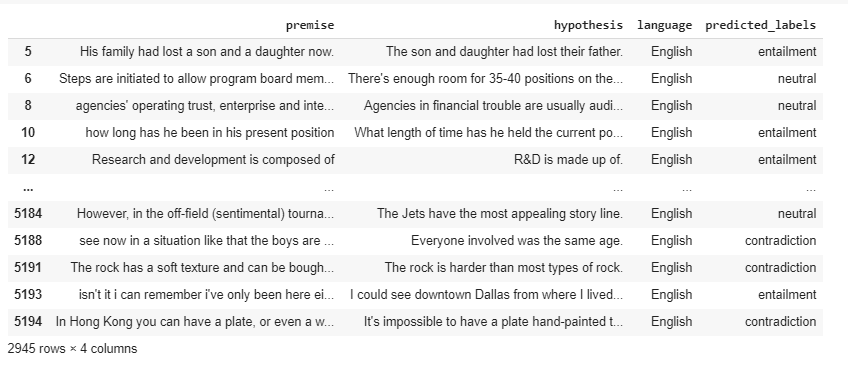 premise hypothesis language predicted_labels
5 His family had lost a son and a daughter now. The son and daughter had lost their father. English entailment
6 Steps are initiated to allow program board mem... There's enough room for 35-40 positions on the... English neutral
8 agencies' operating trust, enterprise and inte... Agencies in financial trouble are usually audi... English neutral
10 how long has he been in his present position What length of time has he held the current po... English entailment
12 Research and development is composed of R&D is made up of. English entailment
... ... ... ... ...
5184 However, in the off-field (sentimental) tourna... The Jets have the most appealing story line. English neutral
5188 see now in a situation like that the boys are ... Everyone involved was the same age. English contradiction
5191 The rock has a soft texture and can be bough... The rock is harder than most types of rock. English contradiction
5193 isn't it i can remember i've only been here ei... I could see downtown Dallas from where I lived... English entailment
5194 In Hong Kong you can have a plate, or even a w... It's impossible to have a plate hand-painted t... English contradiction
2945 rows × 4 columns